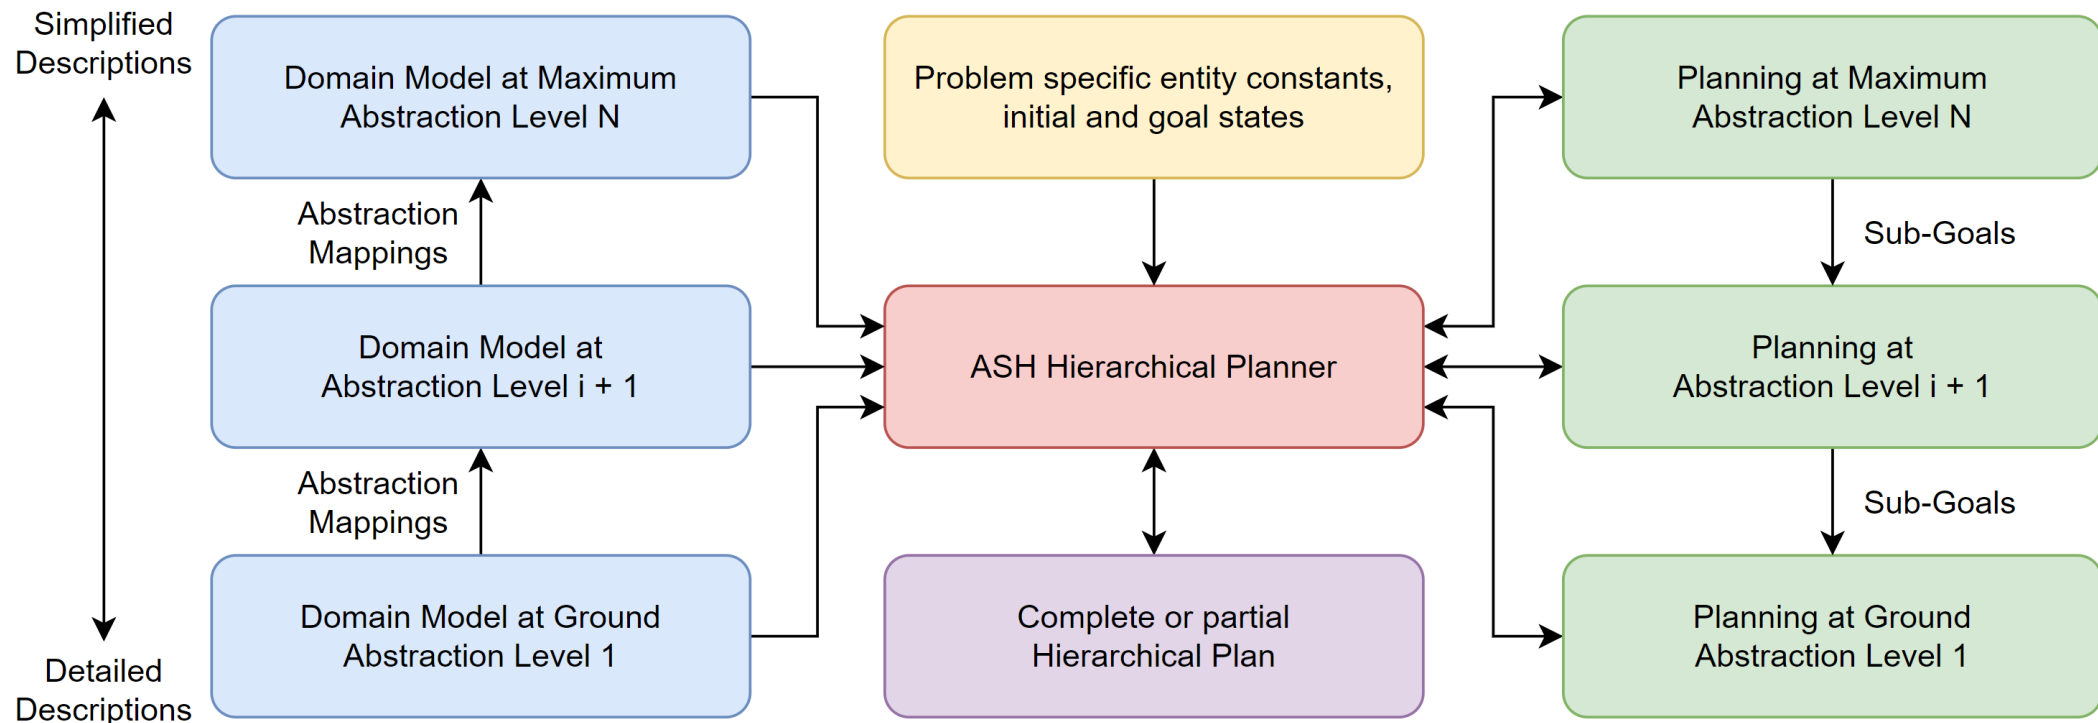 Simplified
Descriptions
Domain Model at Maximum
Abstraction Level N
Problem specific entity constants,
initial and goal states
Planning at Maximum
Abstraction Level N
Abstraction
Mappings
Sub-Goals
Domain Model at
Abstraction Level i + 1
ASH Hierarchical Planner
Planning at
Abstraction Level i + 1
Abstraction
Mappings
Sub-Goals
Domain Model at Ground
Abstraction Level 1
Complete or partial
Hierarchical Plan
Planning at Ground
Abstraction Level 1
Detailed
Descriptions